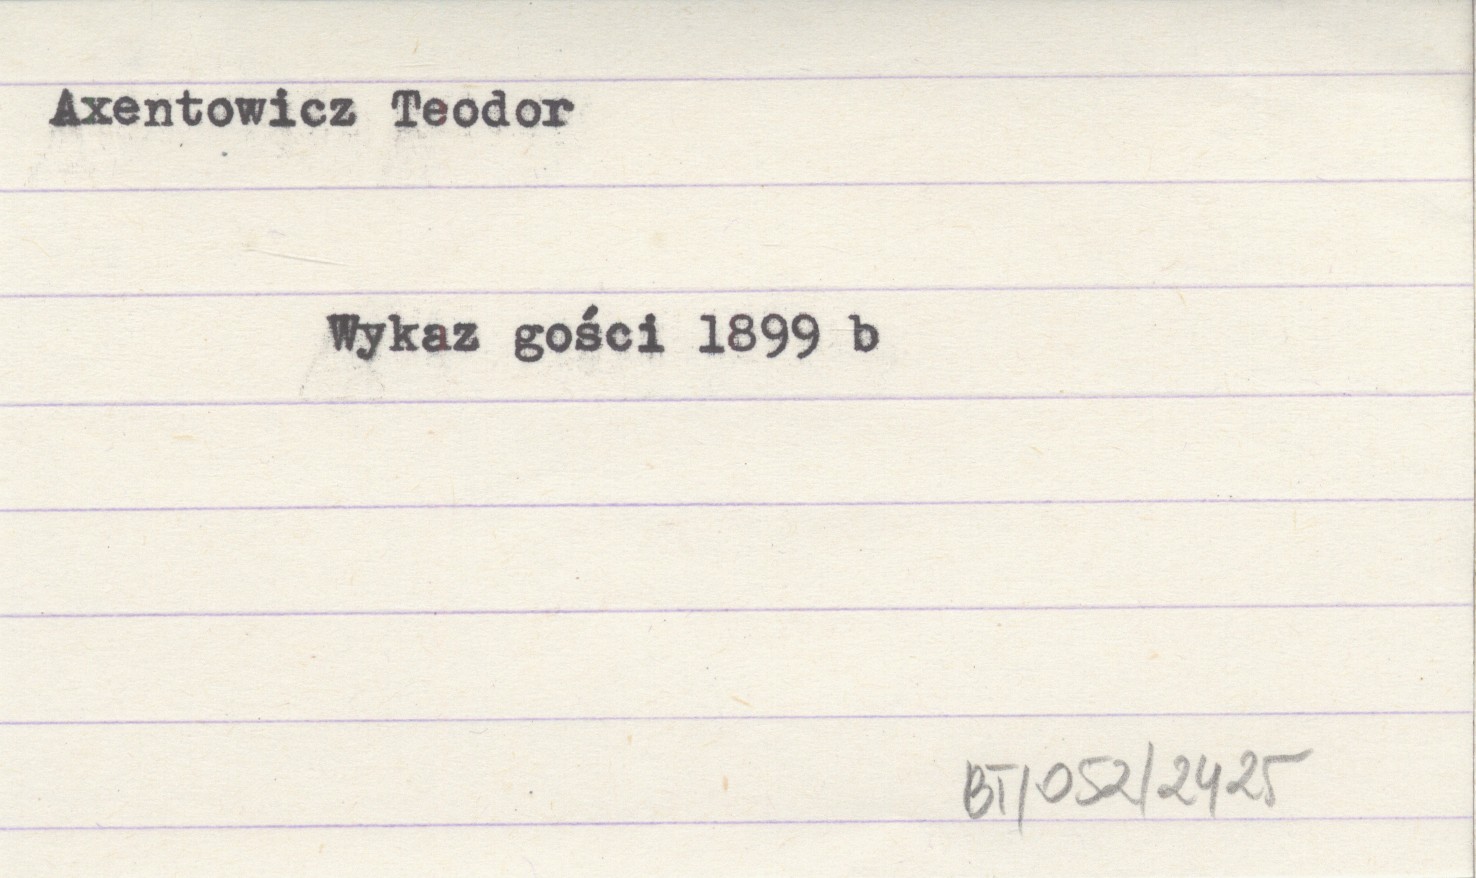 Axentowicz Teodor
Wykaz gości 1899 b
BT/052/2425